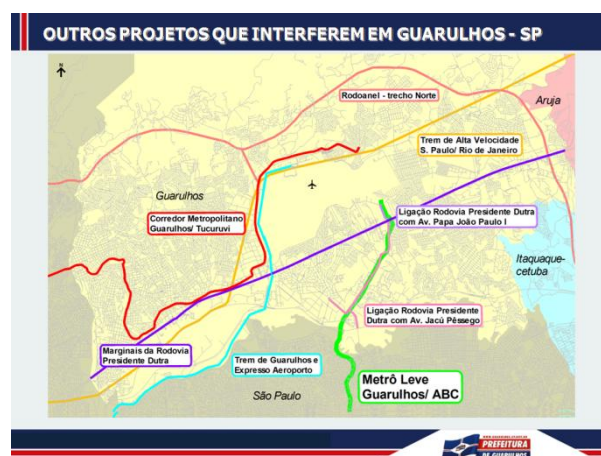 OUTROS PROJETOS QUE INTERFEREM EM GUARULHOS - SP
N
Rodoanel - trecho Norte
Aruja
Trem de Alta Velocidade
S. Paulo/ Rio de Janeiro
Guarulhos
Corredor Metropolitano
Guarulhos/ Tucuruvi
Ligação Rodovia Presidente Dutra
com Av. Papa João Paulo I
Itaquaque-
cetuba
Ligação Rodovia Presidente
Dutra com Av. Jacú Pêssego
Marginais da Rodovia
Presidente Dutra
Trem de Guarulhos e
Expresso Aeroporto
São Paulo
Metrô Leve
Guarulhos/ ABC
PREFEITURA
DE GUARULHOS